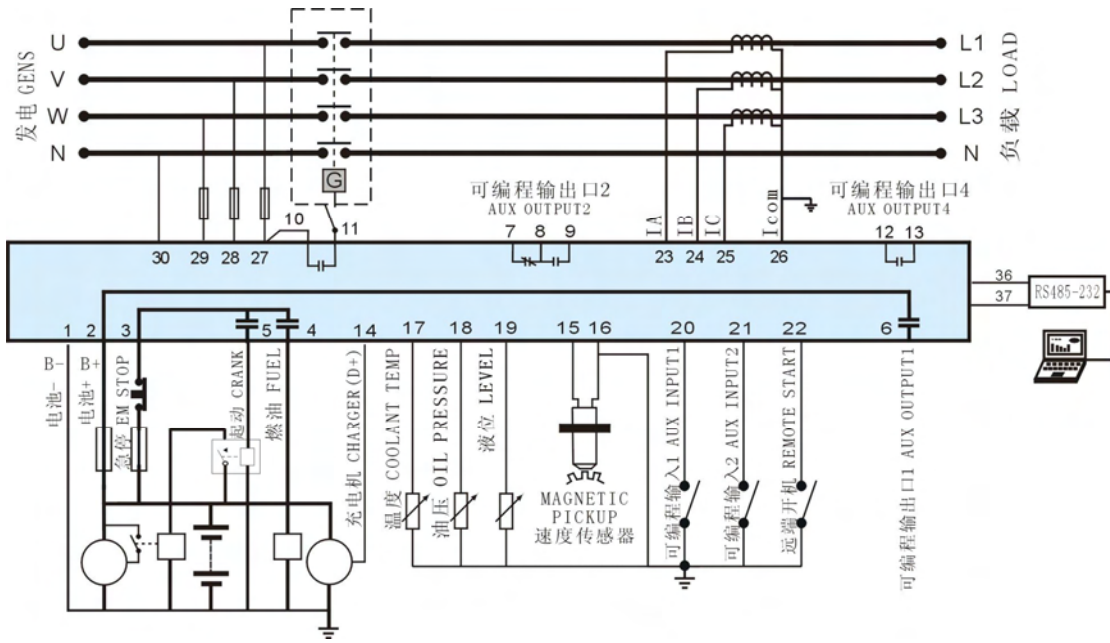 发电 GENS
U
V
W
N
L1
L2
L3
N
负载 LOAD
G
10
11
可编程输出口2
AUX OUTPUT2
7
8
9
IA
IB
IC
Icom
可编程输出口4
AUX OUTPUT4
12
13
30
29
28
27
23
24
25
26
36
37
RS485-232
1
2
3
5
4
14
17
18
19
15
16
20
21
22
6
B-
电池-
B+
电池+
急停 EM STOP
起动 CRANK
燃油 FUEL
充电机 CHARGER(D+)
温度 COOLANT TEMP
油压 OIL PRESSURE
液位 LEVEL
MAGNETIC
PICKUP
速度传感器
可编程输入1 AUX INPUT1
可编程输入2 AUX INPUT2
远端开机 REMOTE START
可编程输出口1 AUX OUTPUT1